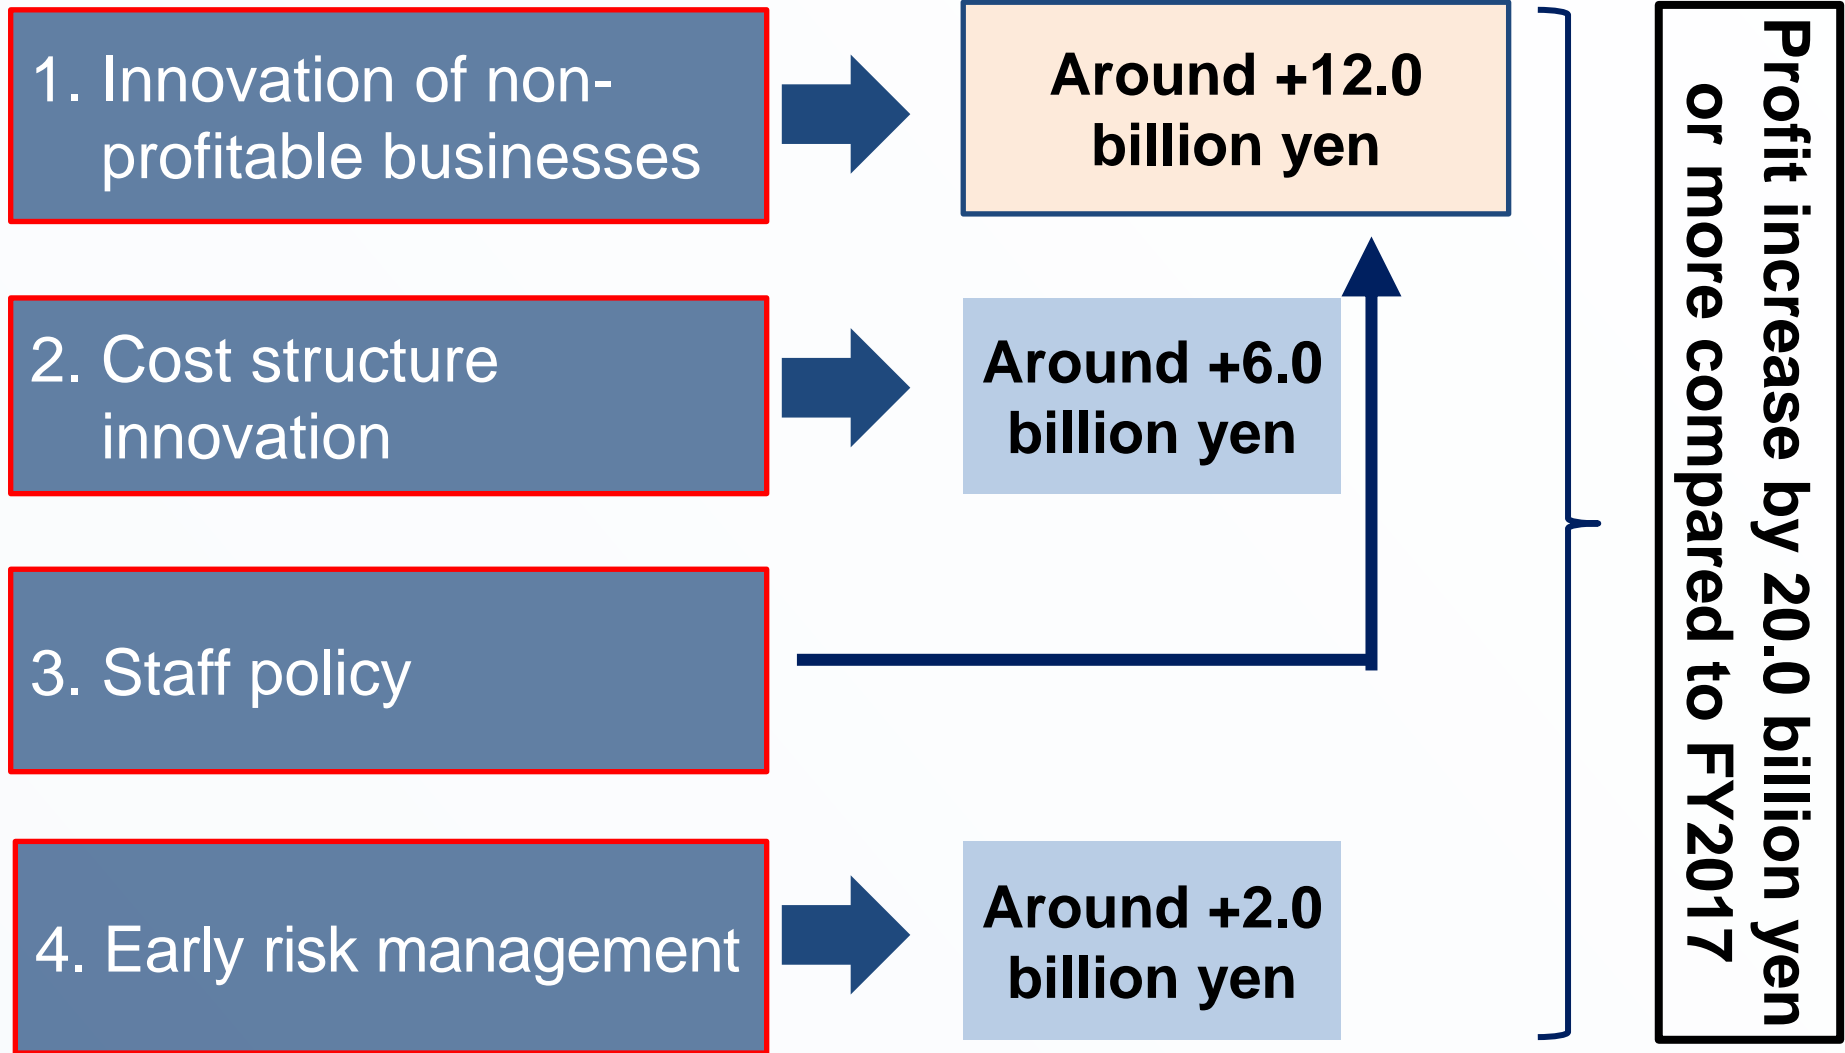 1. Innovation of non-
profitable businesses
Around +12.0
billion yen
2. Cost structure
innovation
Around +6.0
billion yen
3. Staff policy
4. Early risk management
Around +2.0
billion yen
Profit increase by 20.0 billion yen
or more compared to FY2017